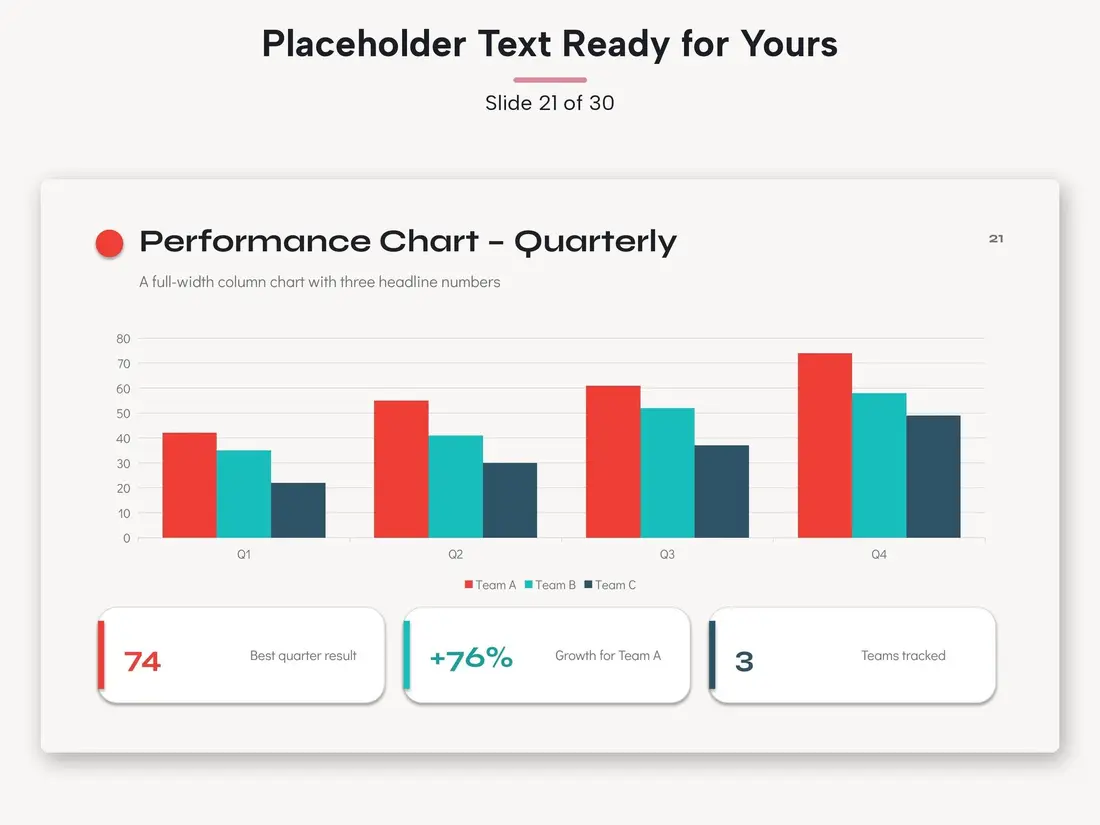 Placeholder Text Ready for Yours
Slide 21 of 30
Performance Chart – Quarterly
21
A full-width column chart with three headline numbers
80
70
60
50
40
30
20
10
0
Q1 Q2 Q3 Q4
Team A Team B Team C
74 Best quarter result
+76% Growth for Team A
3 Teams tracked